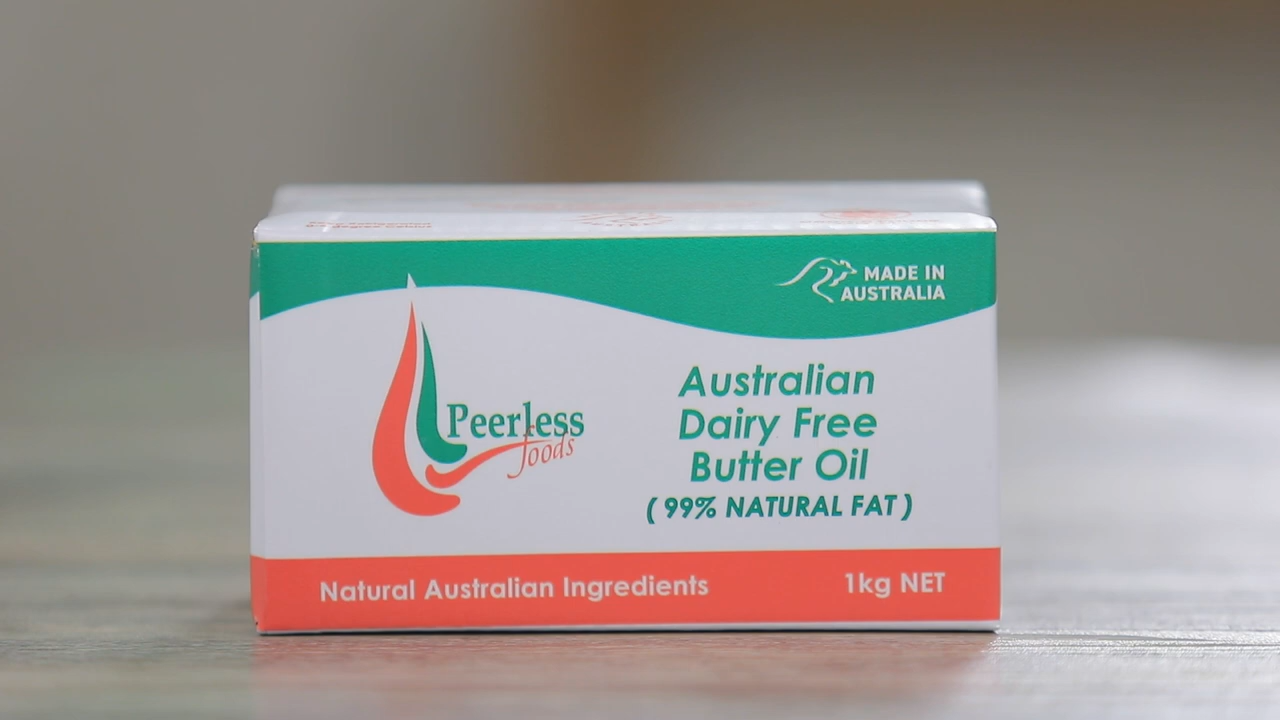 MADE IN
AUSTRALIA
Peerless
foods
Australian
Dairy Free
Butter Oil
( 99% NATURAL FAT )
Natural Australian Ingredients
1kg NET